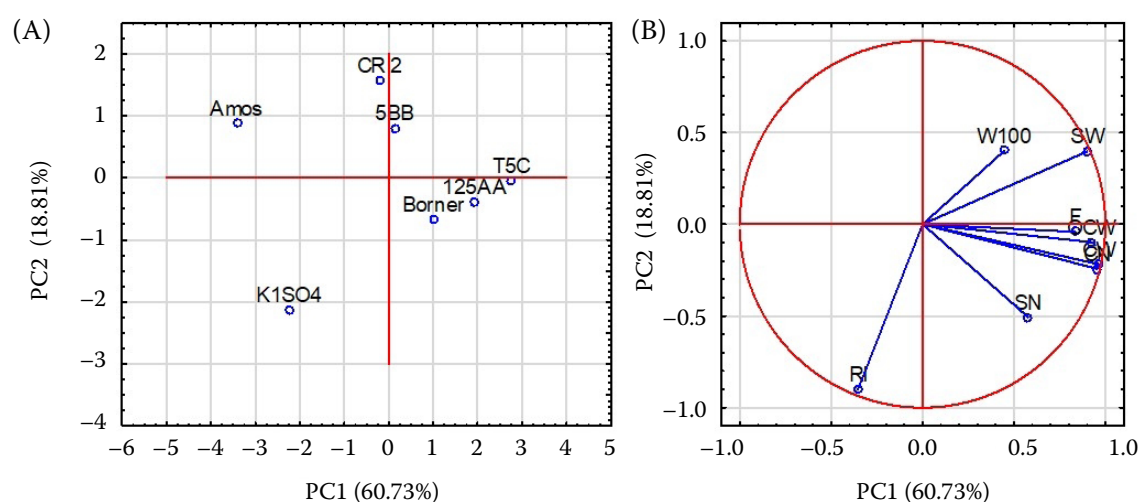 (A)
2
1
0
−1
−2
−3
−4
−6 −5 −4 −3 −2 −1 0 1 2 3 4 5
PC2 (18.81%)
PC1 (60.73%)
CR 2
Amos
5BB
T5C
125AA
Borner
K1SO4
(B)
1.0
0.5
0.0
−0.5
−1.0
−1.0 −0.5 0.0 0.5 1.0
PC2 (18.81%)
PC1 (60.73%)
W100
SW
CW
SN
RI